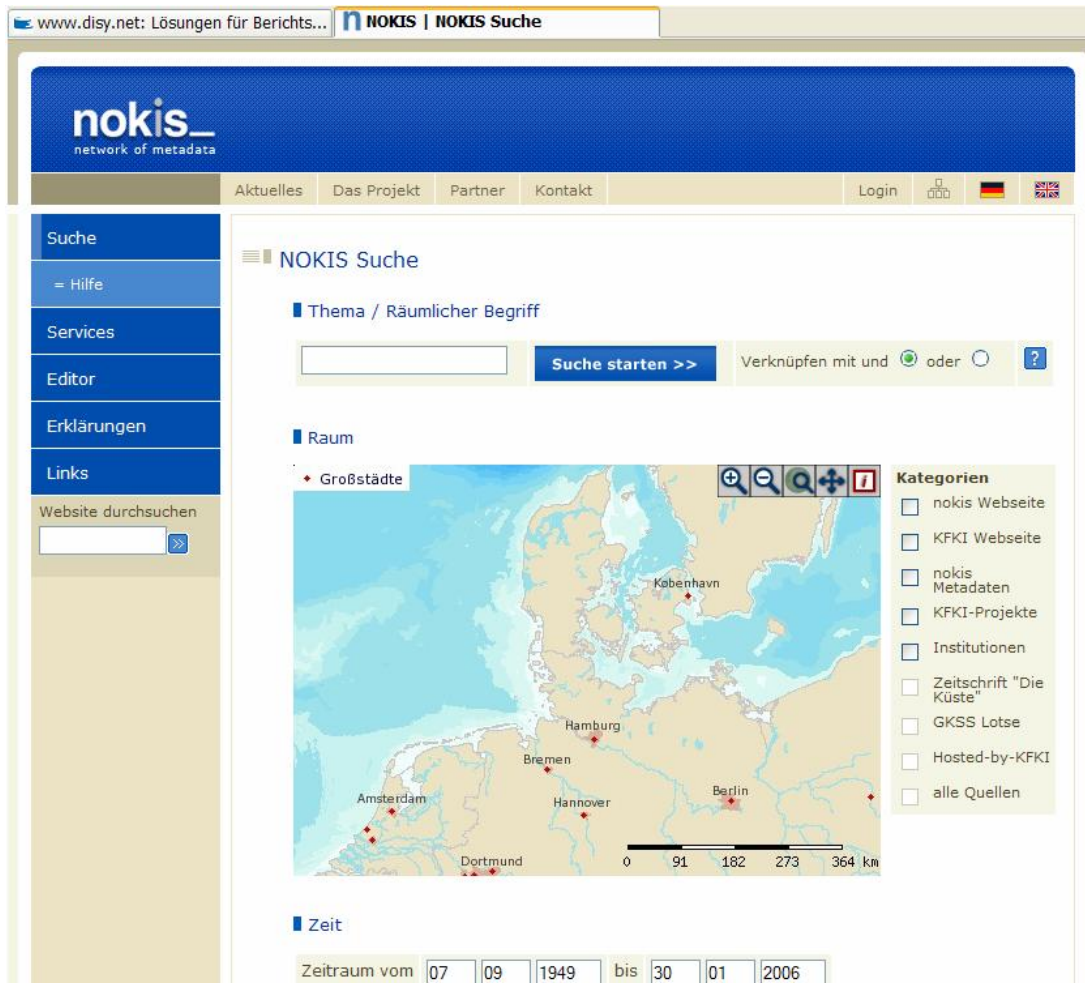 www.disy.net: Lösungen für Berichts...
NOKIS | NOKIS Suche
nokis_
network of metadata
Aktuelles Das Projekt Partner Kontakt Login
Suche
= Hilfe
Services
Editor
Erklärungen
Links
Website durchsuchen
>>
NOKIS Suche
Thema / Räumlicher Begriff
Suche starten >> Verknüpfen mit und oder ?
Raum
Großstädte
København
Hamburg
Bremen
Amsterdam
Hannover
Berlin
Dortmund
0 91 182 273 364 km
Kategorien
nokis Webseite
KFKI Webseite
nokis
Metadaten
KFKI-Projekte
Institutionen
Zeitschrift "Die
Küste"
GKSS Lotse
Hosted-by-KFKI
alle Quellen
Zeit
Zeitraum vom 07 09 1949 bis 30 01 2006